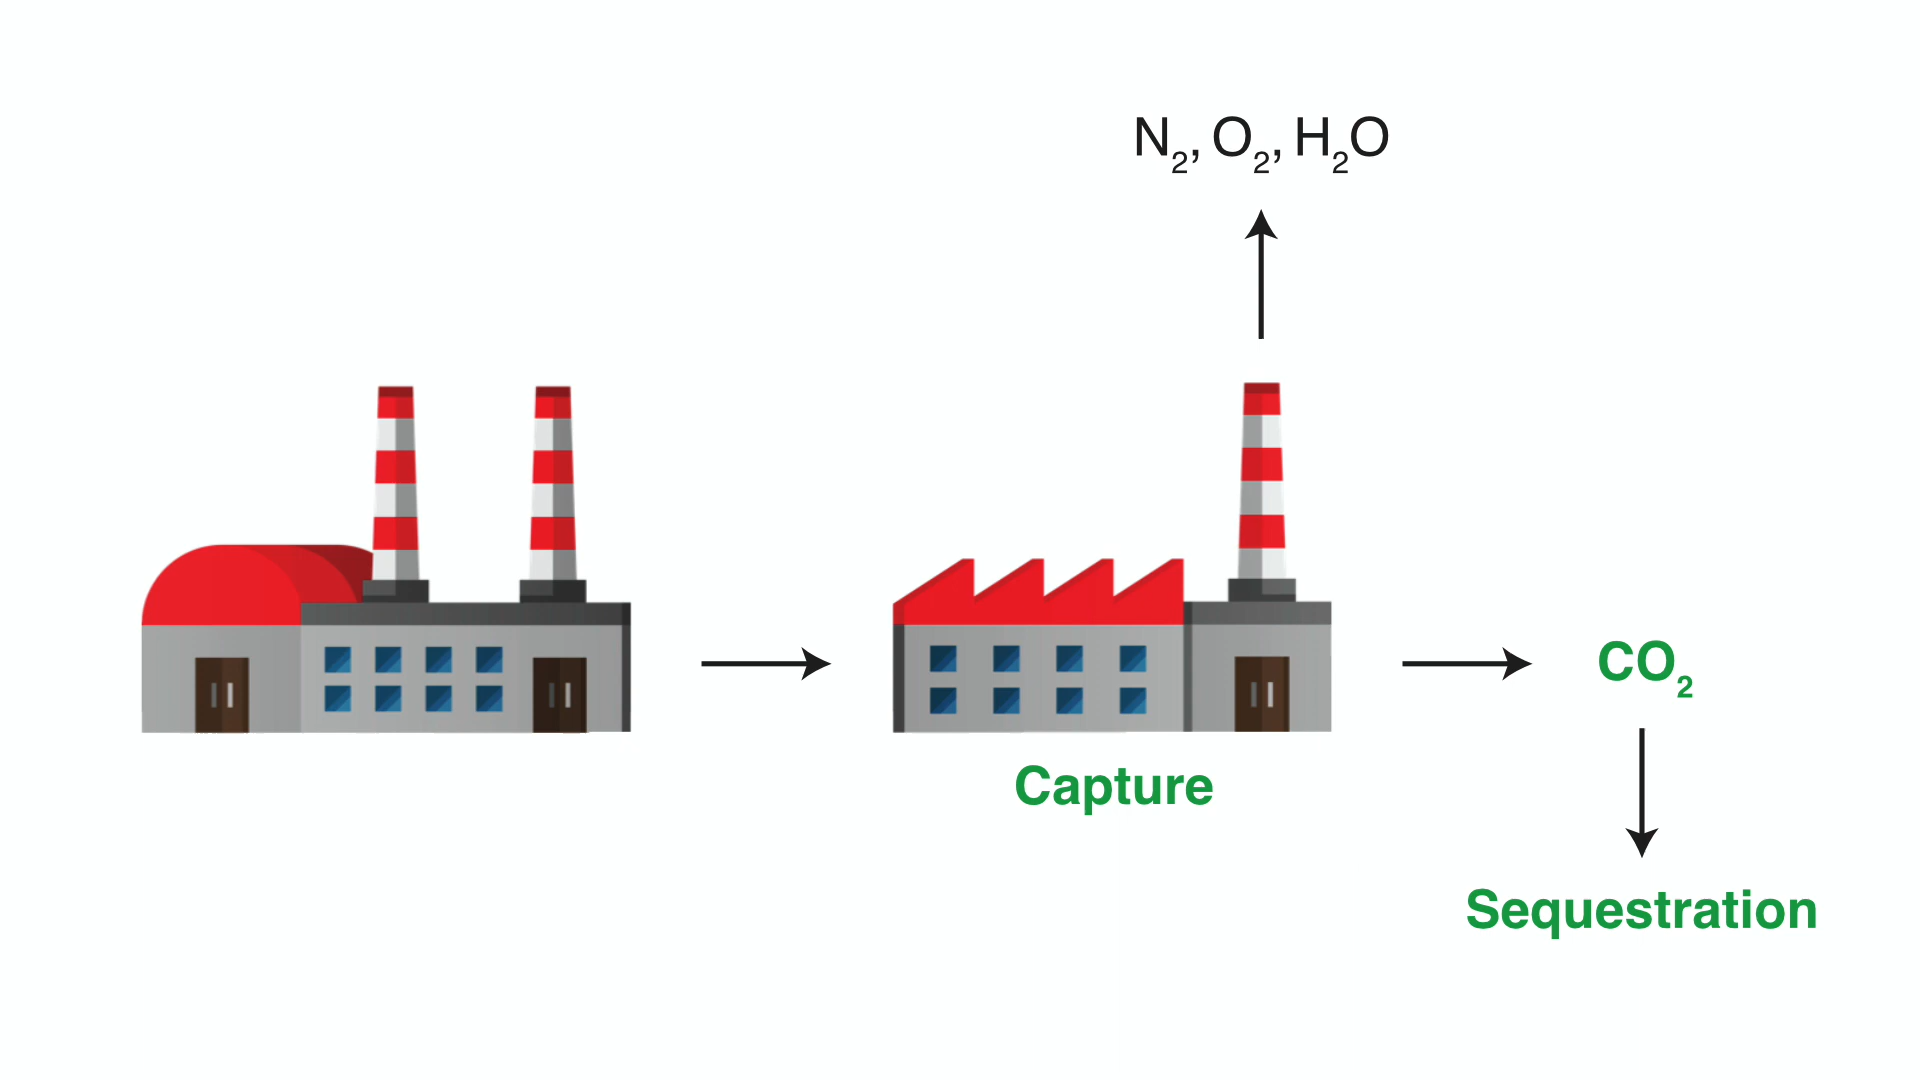 N₂, O₂, H₂O
CO₂
Capture
Sequestration